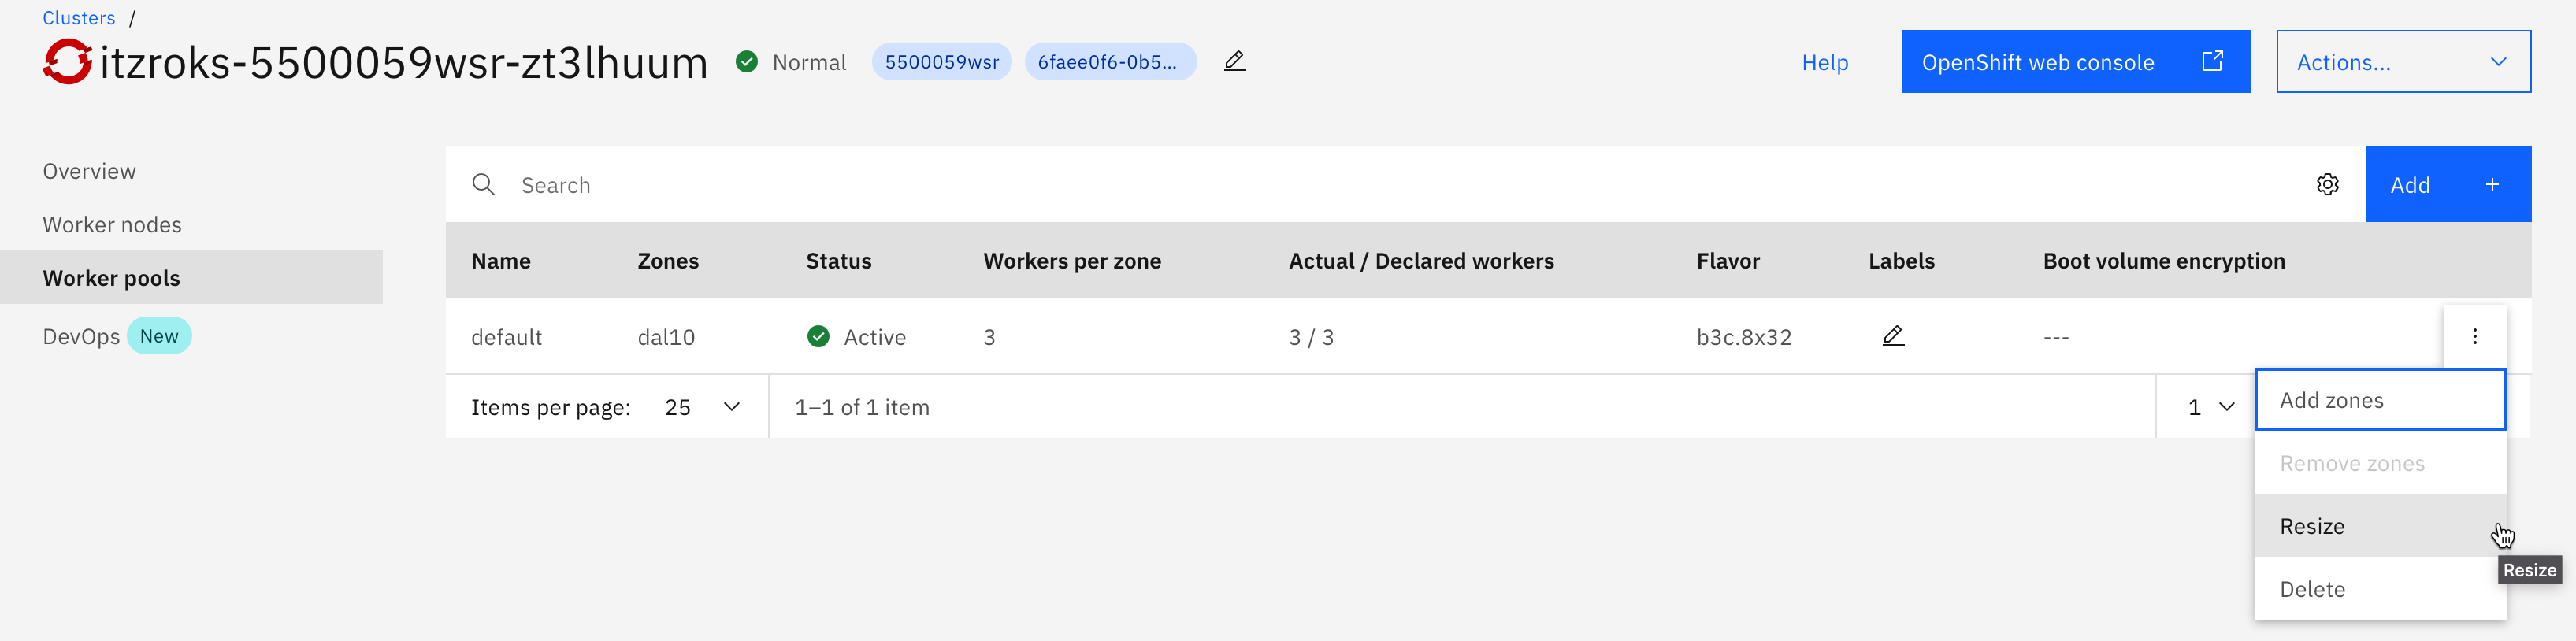 Clusters /
itzroks-5500059wsr-zt3lhuum Normal 5500059wsr 6faee0f6-0b5... Help OpenShift web console Actions...
Overview
Worker nodes
Worker pools
DevOps New
Search Add +
Name Zones Status Workers per zone Actual / Declared workers Flavor Labels Boot volume encryption
default dal10 Active 3 3 / 3 b3c.8x32 ---
Items per page: 25 1–1 of 1 item 1
Add zones
Remove zones
Resize
Resize
Delete